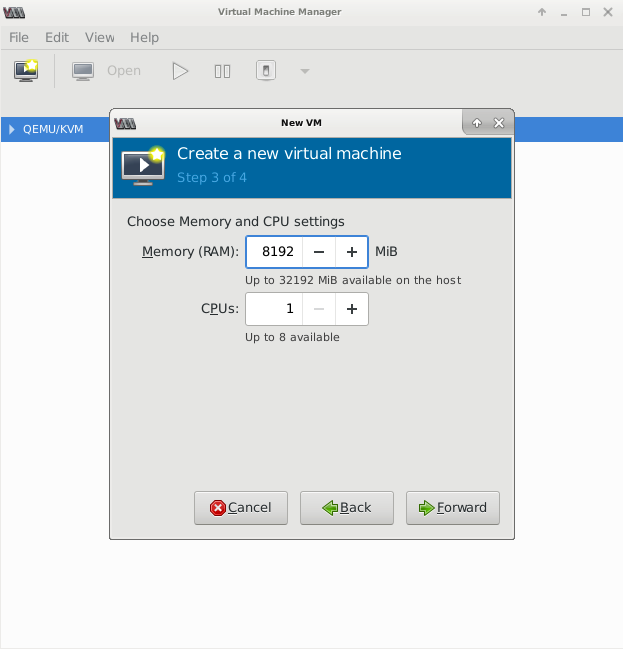 Virtual Machine Manager
File Edit View Help
Open
QEMU/KVM
New VM
Create a new virtual machine
Step 3 of 4
Choose Memory and CPU settings
Memory (RAM): 8192 MiB
Up to 32192 MiB available on the host
CPUs: 1
Up to 8 available
Cancel Back Forward